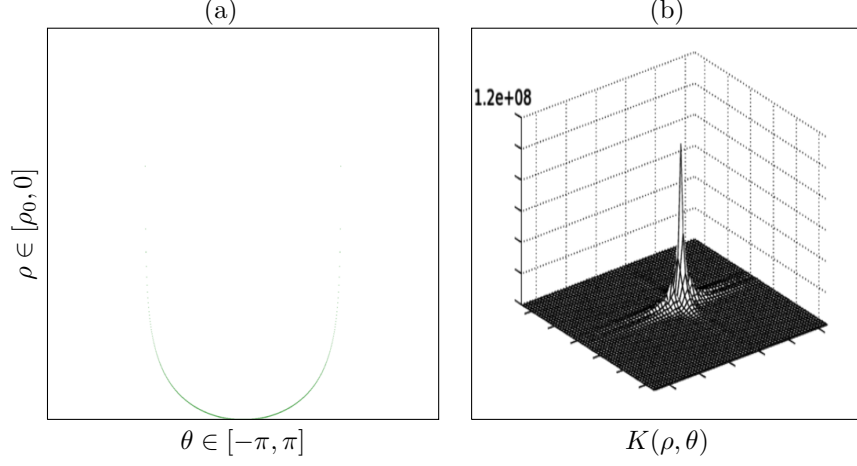 (a)
(b)
ρ ∈ [ρ₀, 0]
1.2e+08
θ ∈ [−π, π]
K(ρ, θ)